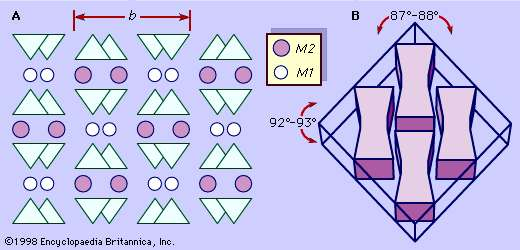 A
b
M2
M1
B
87°-88°
92°-93°
©1998 Encyclopaedia Britannica, Inc.